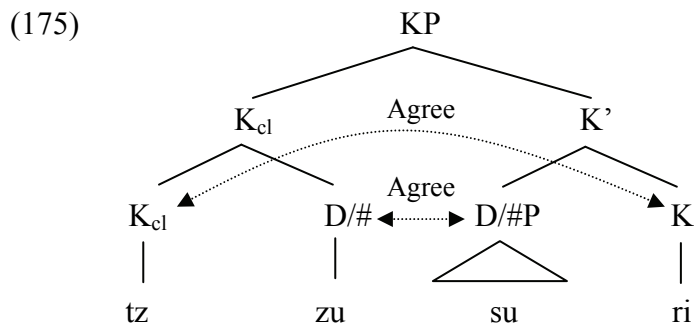 (175) KP
Agree
K_cl K’
Agree
K_cl D/# D/#P K
tz zu su ri